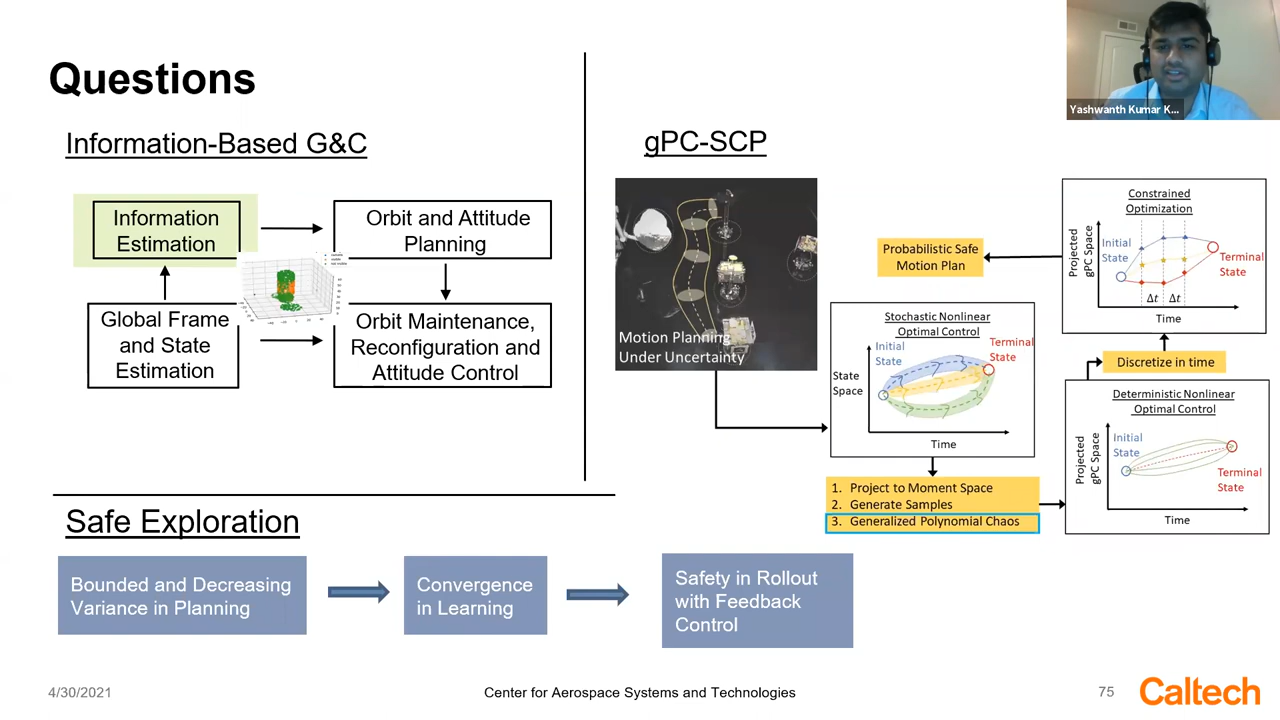 Questions
Yashwanth Kumar K...
Information-Based G&C
Information
Estimation
Orbit and Attitude
Planning
Global Frame
and State
Estimation
Orbit Maintenance,
Reconfiguration and
Attitude Control
gPC-SCP
Motion Planning
Under Uncertainty
Probabilistic Safe
Motion Plan
Constrained
Optimization
Projected
gPC Space
Initial
State
Terminal
State
Δt Δt
Time
Stochastic Nonlinear
Optimal Control
Initial
State
Terminal
State
State
Space
Time
Discretize in time
Deterministic Nonlinear
Optimal Control
Projected
gPC Space
Initial
State
Terminal
State
Time
1. Project to Moment Space
2. Generate Samples
3. Generalized Polynomial Chaos
Safe Exploration
Bounded and Decreasing
Variance in Planning
Convergence
in Learning
Safety in Rollout
with Feedback
Control
4/30/2021
Center for Aerospace Systems and Technologies
75
Caltech